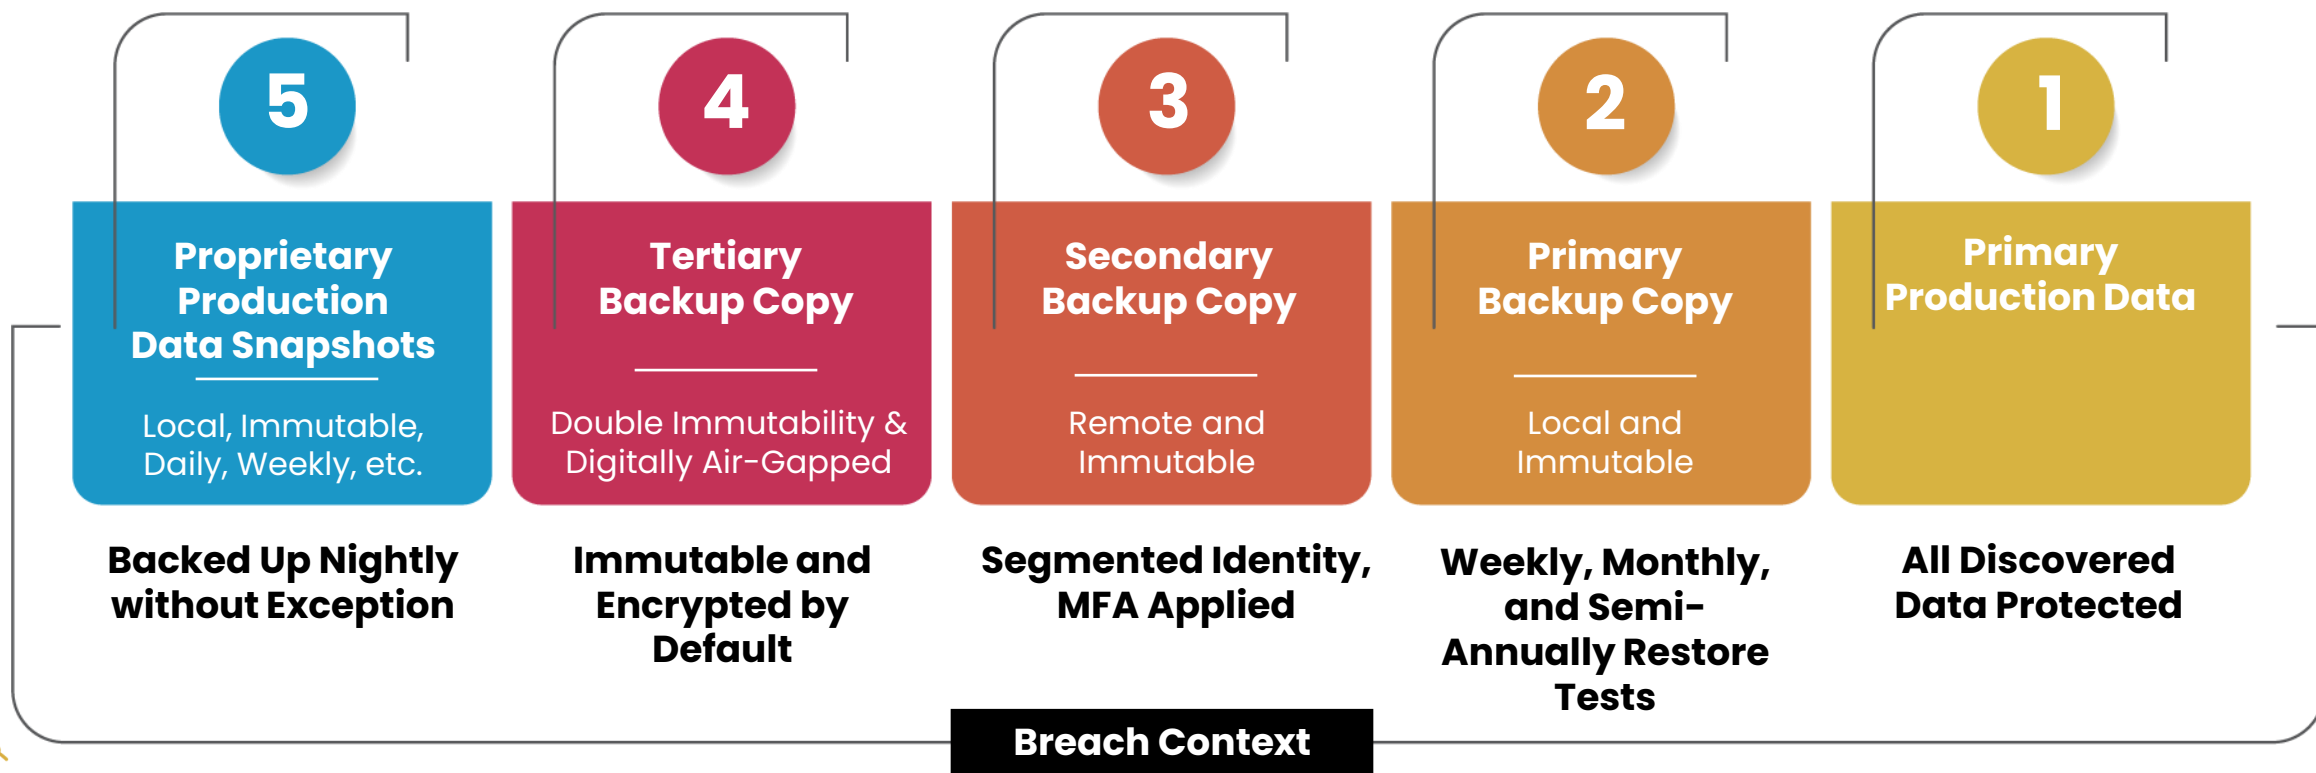 5
Proprietary
Production
Data Snapshots
Local, Immutable,
Daily, Weekly, etc.
Backed Up Nightly
without Exception
4
Tertiary
Backup Copy
Double Immutability &
Digitally Air-Gapped
Immutable and
Encrypted by
Default
3
Secondary
Backup Copy
Remote and
Immutable
Segmented Identity,
MFA Applied
2
Primary
Backup Copy
Local and
Immutable
Weekly, Monthly,
and Semi-
Annually Restore
Tests
1
Primary
Production Data
All Discovered
Data Protected
Breach Context